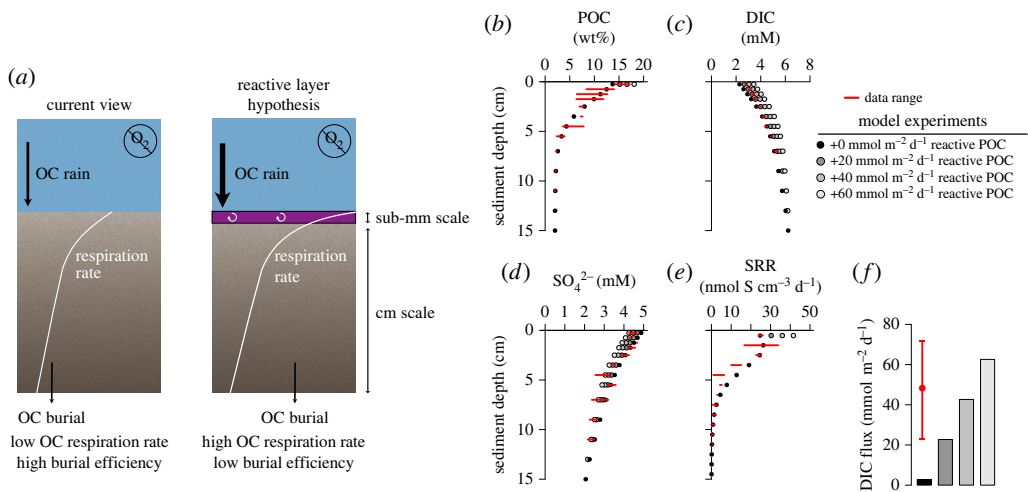 (a)
current view
O2
OC rain
respiration
rate
OC burial
low OC respiration rate
high burial efficiency
reactive layer
hypothesis
O2
OC rain
respiration
rate
sub-mm scale
cm scale
OC burial
high OC respiration rate
low burial efficiency
(b)
POC
(wt%)
0 5 10 15 20
sediment depth (cm)
0
5
10
15
(c)
DIC
(mM)
0 2 4 6 8
data range
model experiments
+0 mmol m−2 d−1 reactive POC
+20 mmol m−2 d−1 reactive POC
+40 mmol m−2 d−1 reactive POC
+60 mmol m−2 d−1 reactive POC
(d)
SO42− (mM)
0 1 2 3 4 5
sediment depth (cm)
0
5
10
15
(e)
SRR
(nmol S cm−3 d−1)
0 10 30 50
(f)
DIC flux (mmol m−2 d−1)
80
60
40
20
0